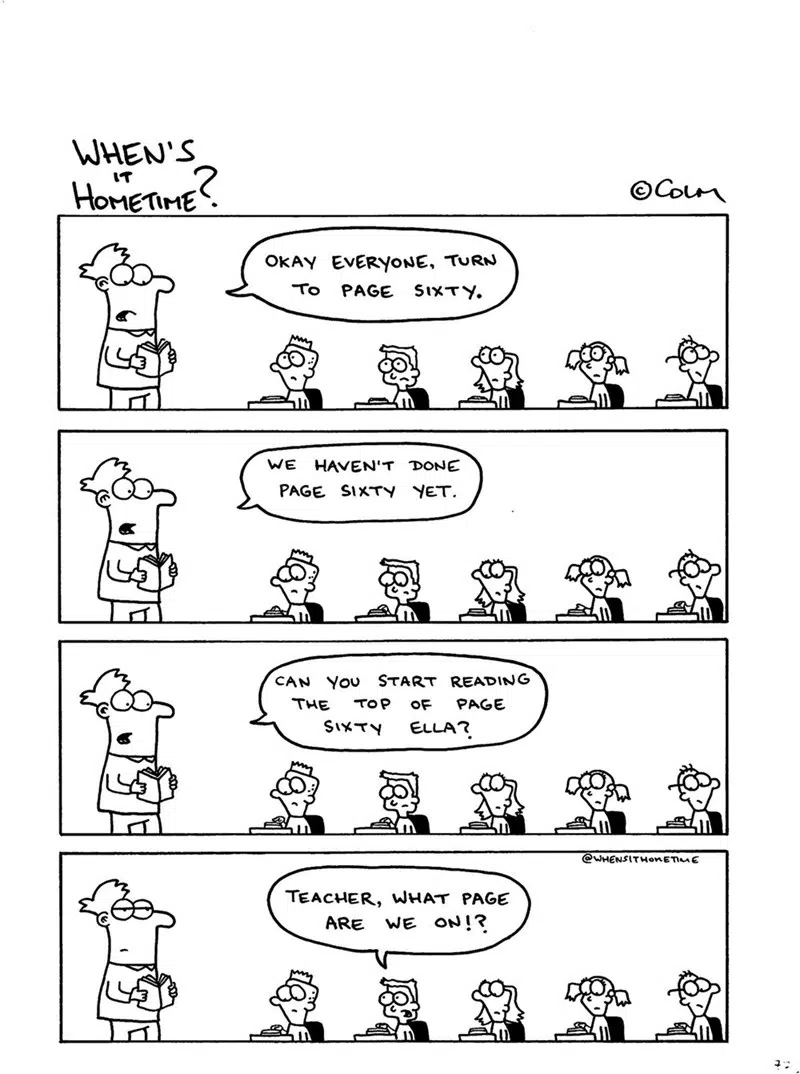 WHEN'S
IT
HOMETIME?
© COLM
OKAY EVERYONE, TURN
TO PAGE SIXTY.
WE HAVEN'T DONE
PAGE SIXTY YET.
CAN YOU START READING
THE TOP OF PAGE
SIXTY ELLA?
@WHENSITHOMETIME
TEACHER, WHAT PAGE
ARE WE ON!?